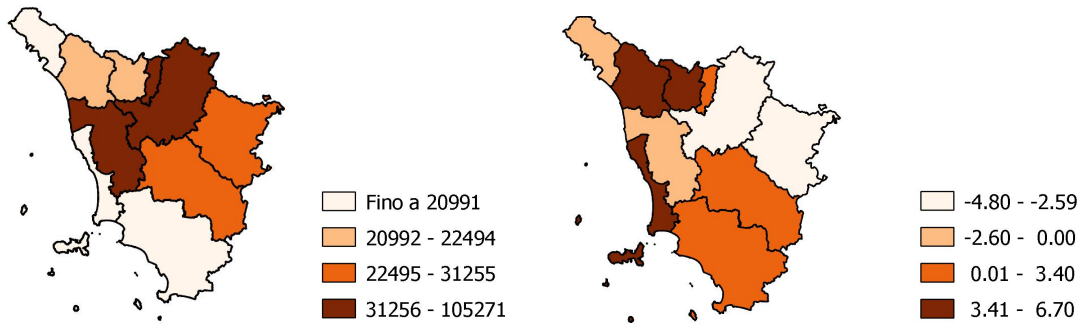 Fino a 20991
20992 - 22494
22495 - 31255
31256 - 105271
-4.80 - -2.59
-2.60 - 0.00
0.01 - 3.40
3.41 - 6.70